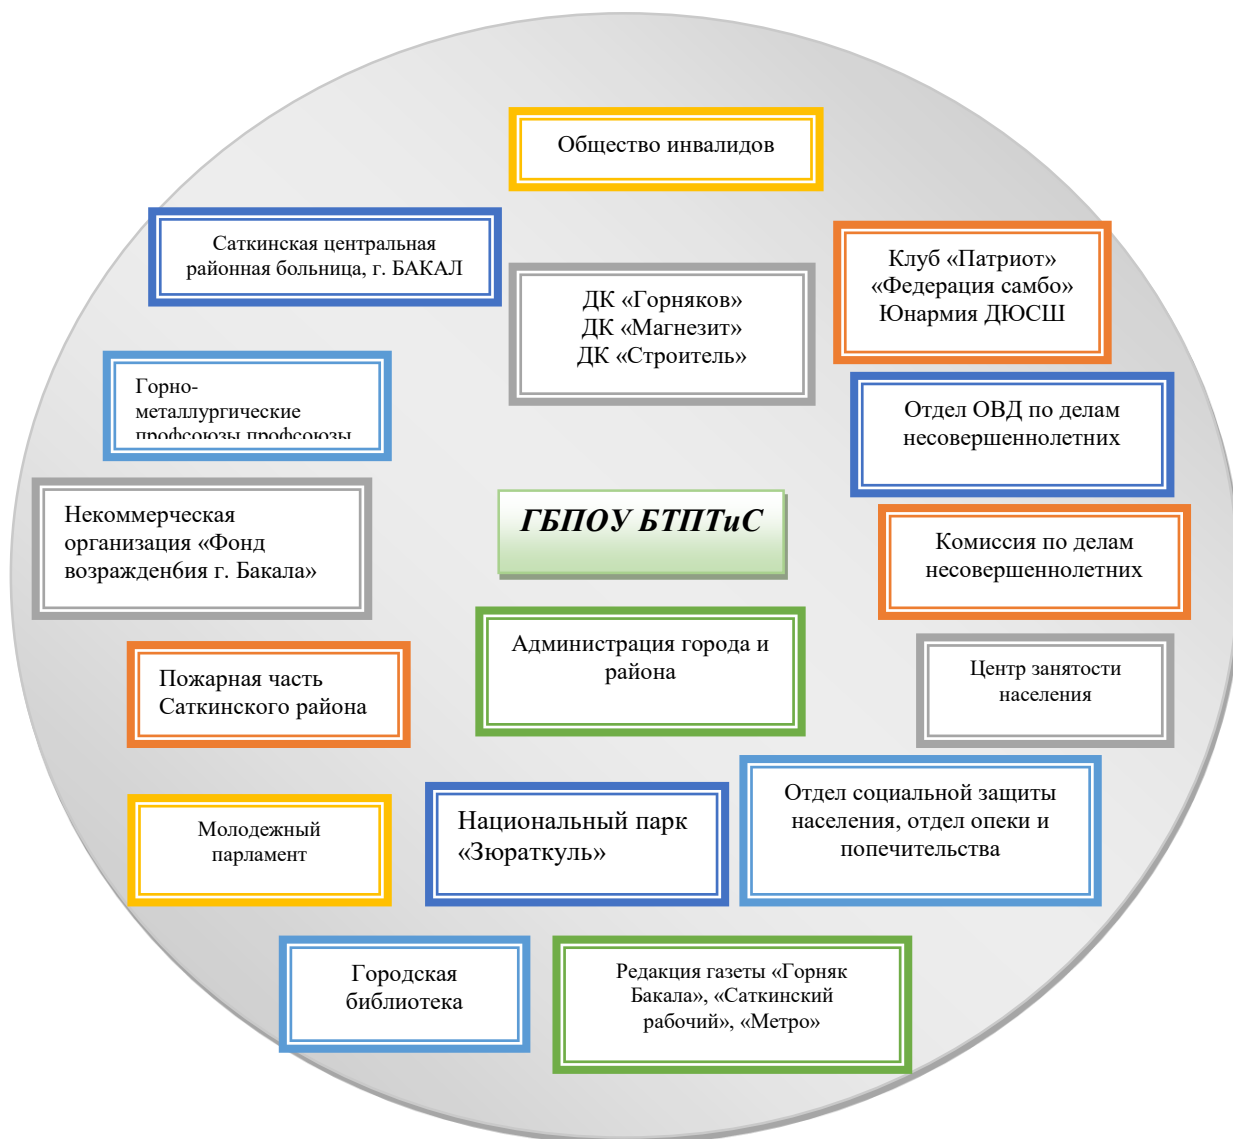 Общество инвалидов
Саткинская центральная
районная больница, г. БАКАЛ
Клуб «Патриот»
«Федерация самбо»
Юнармия ДЮСШ
ДК «Горняков»
ДК «Магнезит»
ДК «Строитель»
Горно-
металлургические
профсоюзы профсоюзы
Отдел ОВД по делам
несовершеннолетних
Некоммерческая
организация «Фонд
возражден6ия г. Бакала»
ГБПОУ БТПТиС
Комиссия по делам
несовершеннолетних
Администрация города и
района
Пожарная часть
Саткинского района
Центр занятости
населения
Молодежный
парламент
Национальный парк
«Зюраткуль»
Отдел социальной защиты
населения, отдел опеки и
попечительства
Городская
библиотека
Редакция газеты «Горняк
Бакала», «Саткинский
рабочий», «Метро»